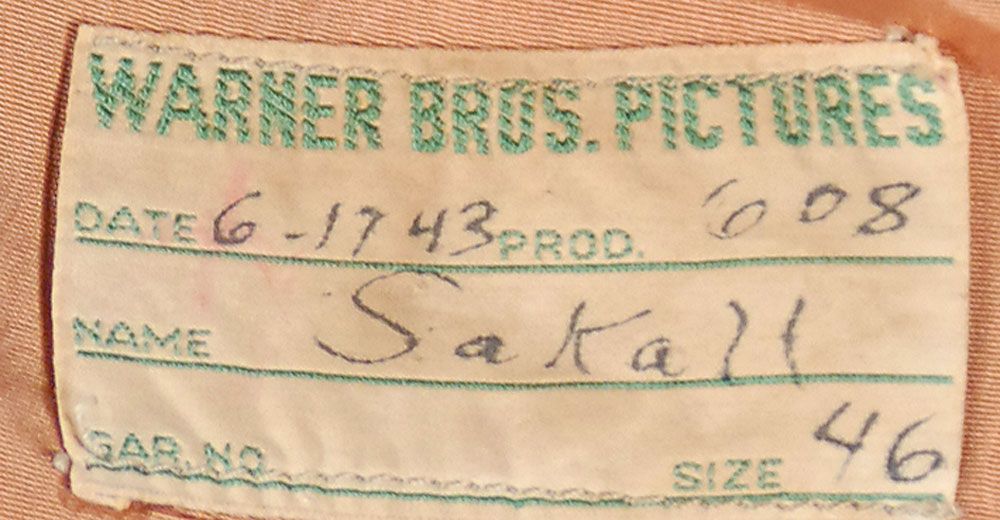 WARNER BROS. PICTURES
DATE 6-17 43 PROD. 608
NAME Sakall
GAR. NO. SIZE 46